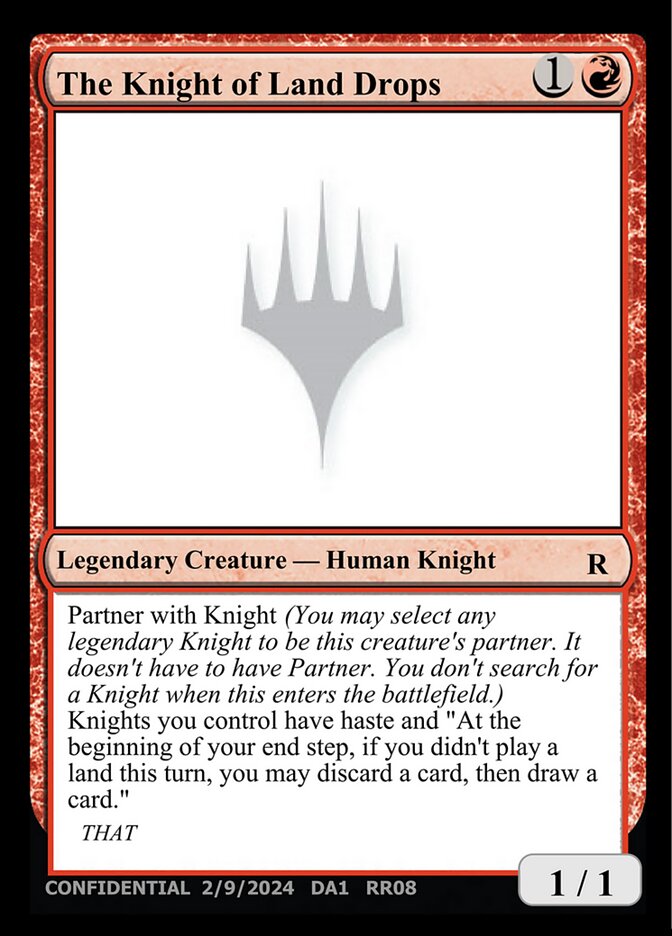 The Knight of Land Drops 1
Legendary Creature — Human Knight R
Partner with Knight (You may select any
legendary Knight to be this creature's partner. It
doesn't have to have Partner. You don't search for
a Knight when this enters the battlefield.)
Knights you control have haste and "At the
beginning of your end step, if you didn't play a
land this turn, you may discard a card, then draw a
card."
THAT
1 / 1
CONFIDENTIAL 2/9/2024 DA1 RR08